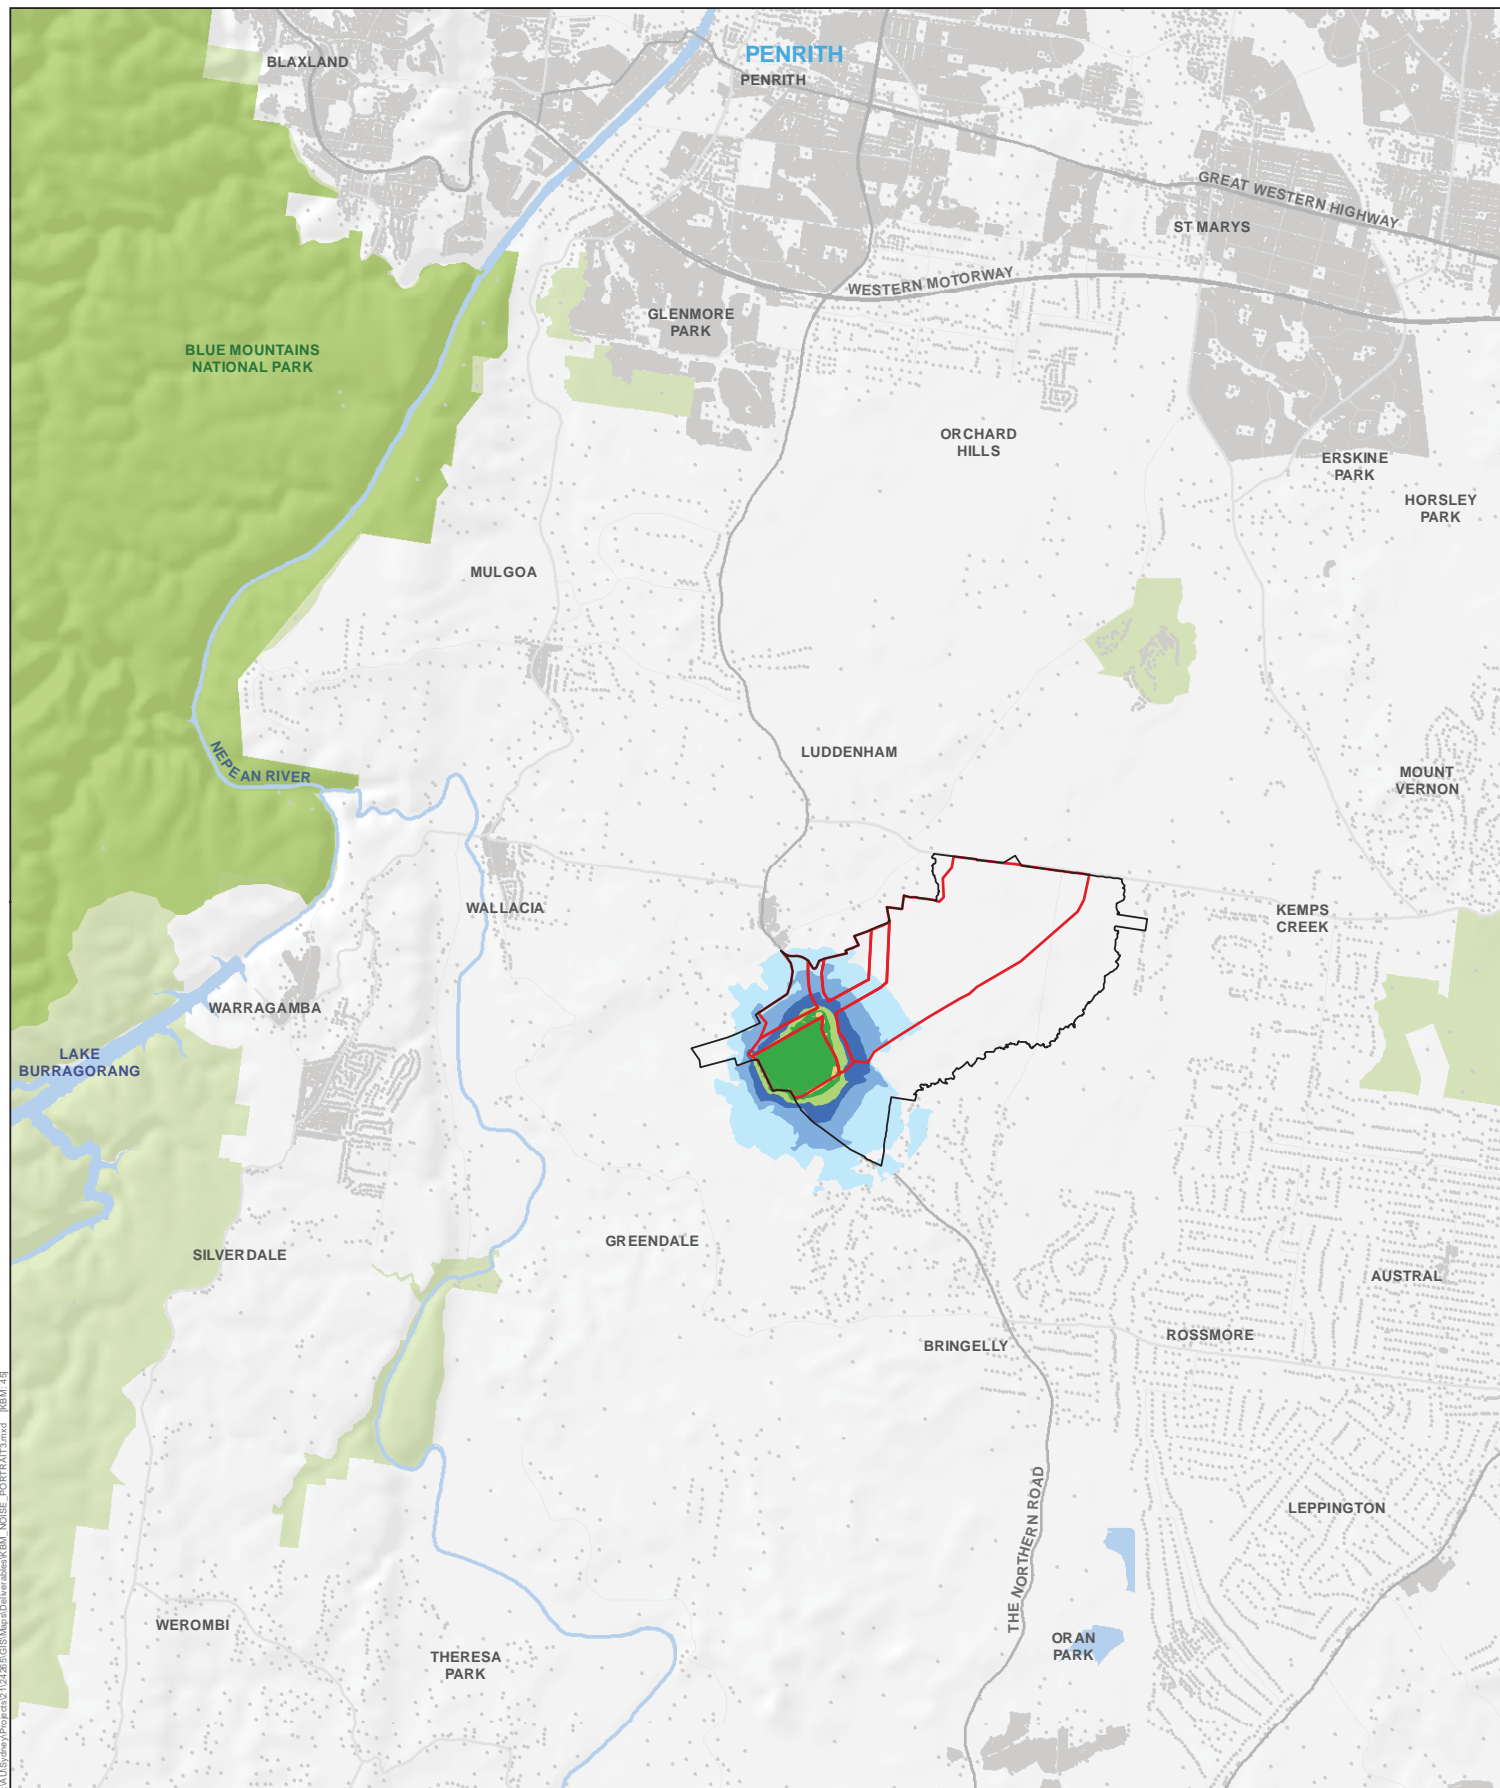 PENRITH
BLAXLAND
PENRITH
GREAT WESTERN HIGHWAY
ST MARYS
WESTERN MOTORWAY
GLENMORE
PARK
BLUE MOUNTAINS
NATIONAL PARK
ORCHARD
HILLS
ERSKINE
PARK
HORSLEY
PARK
MULGOA
LUDDENHAM
NEPEAN RIVER
MOUNT
VERNON
WALLACIA
KEMPS
CREEK
WARRAGAMBA
LAKE
BURRAGORANG
GREENDALE
SILVERDALE
AUSTRAL
ROSSMORE
BRINGELLY
THE NORTHERN ROAD
LEPPINGTON
WEROMBI
ORAN
PARK
THERESA
PARK